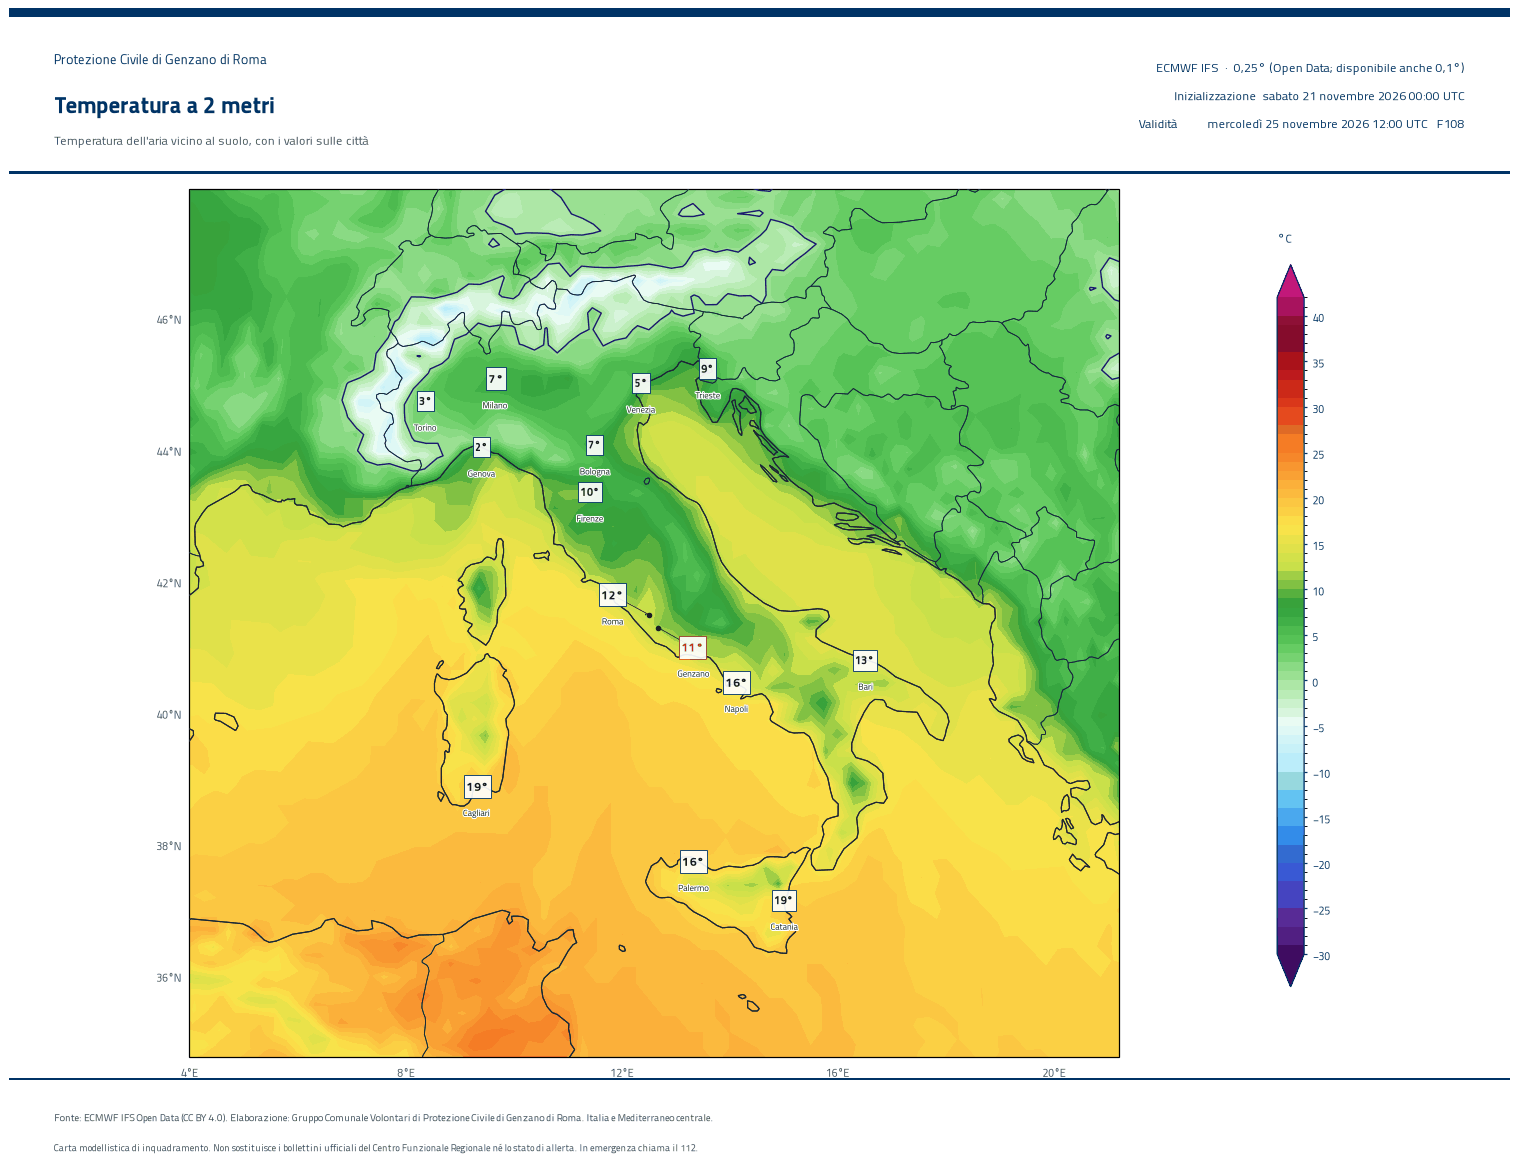 Protezione Civile di Genzano di Roma
Temperatura a 2 metri
Temperatura dell'aria vicino al suolo, con i valori sulle città
ECMWF IFS · 0,25° (Open Data; disponibile anche 0,1°)
Inizializzazione sabato 21 novembre 2026 00:00 UTC
Validità mercoledì 25 novembre 2026 12:00 UTC F108
°C
40
35
30
25
20
15
10
5
0
−5
−10
−15
−20
−25
−30
46°N
44°N
42°N
40°N
38°N
36°N
4°E
8°E
12°E
16°E
20°E
9°
Trieste
7°
Milano
5°
Venezia
3°
Torino
2°
Genova
7°
Bologna
10°
Firenze
12°
Roma
11°
Genzano
13°
Bari
16°
Napoli
19°
Cagliari
16°
Palermo
19°
Catania
Fonte: ECMWF IFS Open Data (CC BY 4.0). Elaborazione: Gruppo Comunale Volontari di Protezione Civile di Genzano di Roma. Italia e Mediterraneo centrale.
Carta modellistica di inquadramento. Non sostituisce i bollettini ufficiali del Centro Funzionale Regionale né lo stato di allerta. In emergenza chiama il 112.